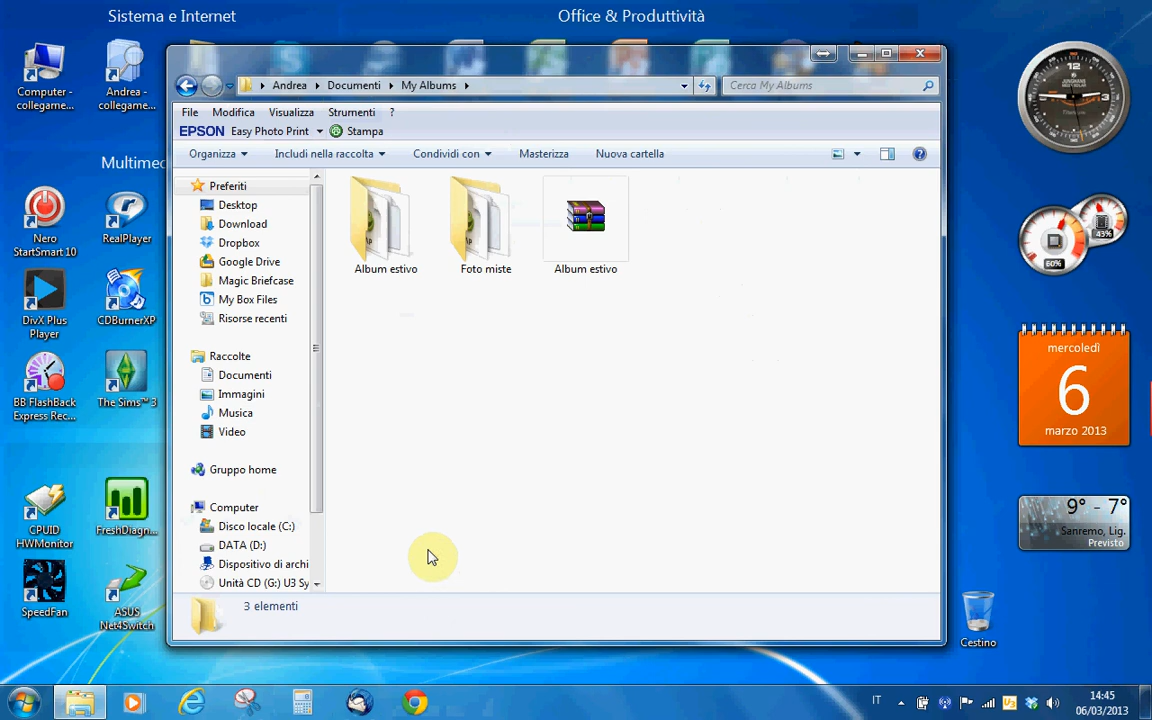 Sistema e Internet
Office & Produttività
Computer -
collegame...
Andrea -
collegame...
Multimed
Nero
StartSmart 10
RealPlayer
DivX Plus
Player
CDBurnerXP
BB FlashBack
Express Rec...
The Sims™ 3
CPUID
HWMonitor
FreshDiagn...
SpeedFan
ASUS
Net4Switch
Andrea
Documenti
My Albums
Cerca My Albums
File Modifica Visualizza Strumenti ?
EPSON Easy Photo Print Stampa
Organizza Includi nella raccolta Condividi con Masterizza Nuova cartella
Preferiti
Desktop
Download
Dropbox
Google Drive
Magic Briefcase
My Box Files
Risorse recenti
Raccolte
Documenti
Immagini
Musica
Video
Gruppo home
Computer
Disco locale (C:)
DATA (D:)
Dispositivo di archi
Unità CD (G:) U3 Sy
Album estivo
Foto miste
Album estivo
3 elementi
12
3
JUNGHANS
43%
60%
mercoledì
6
marzo 2013
9° - 7°
Sanremo, Lig.
Previsto
Cestino
IT
14:45
06/03/2013